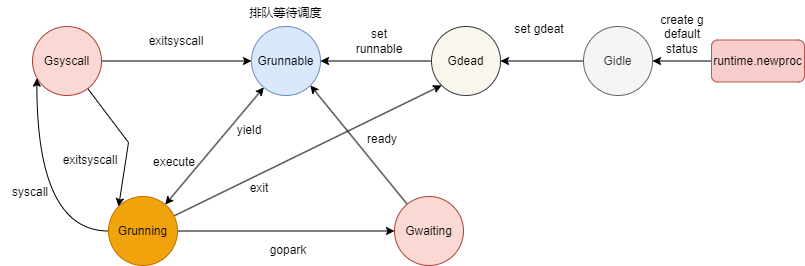 排队等待调度
create g
default
status
set gdeat
set
runnable
exitsyscall
Gsyscall
Grunnable
Gdead
Gidle
runtime.newproc
yield
ready
execute
exitsyscall
exit
syscall
Grunning
Gwaiting
gopark